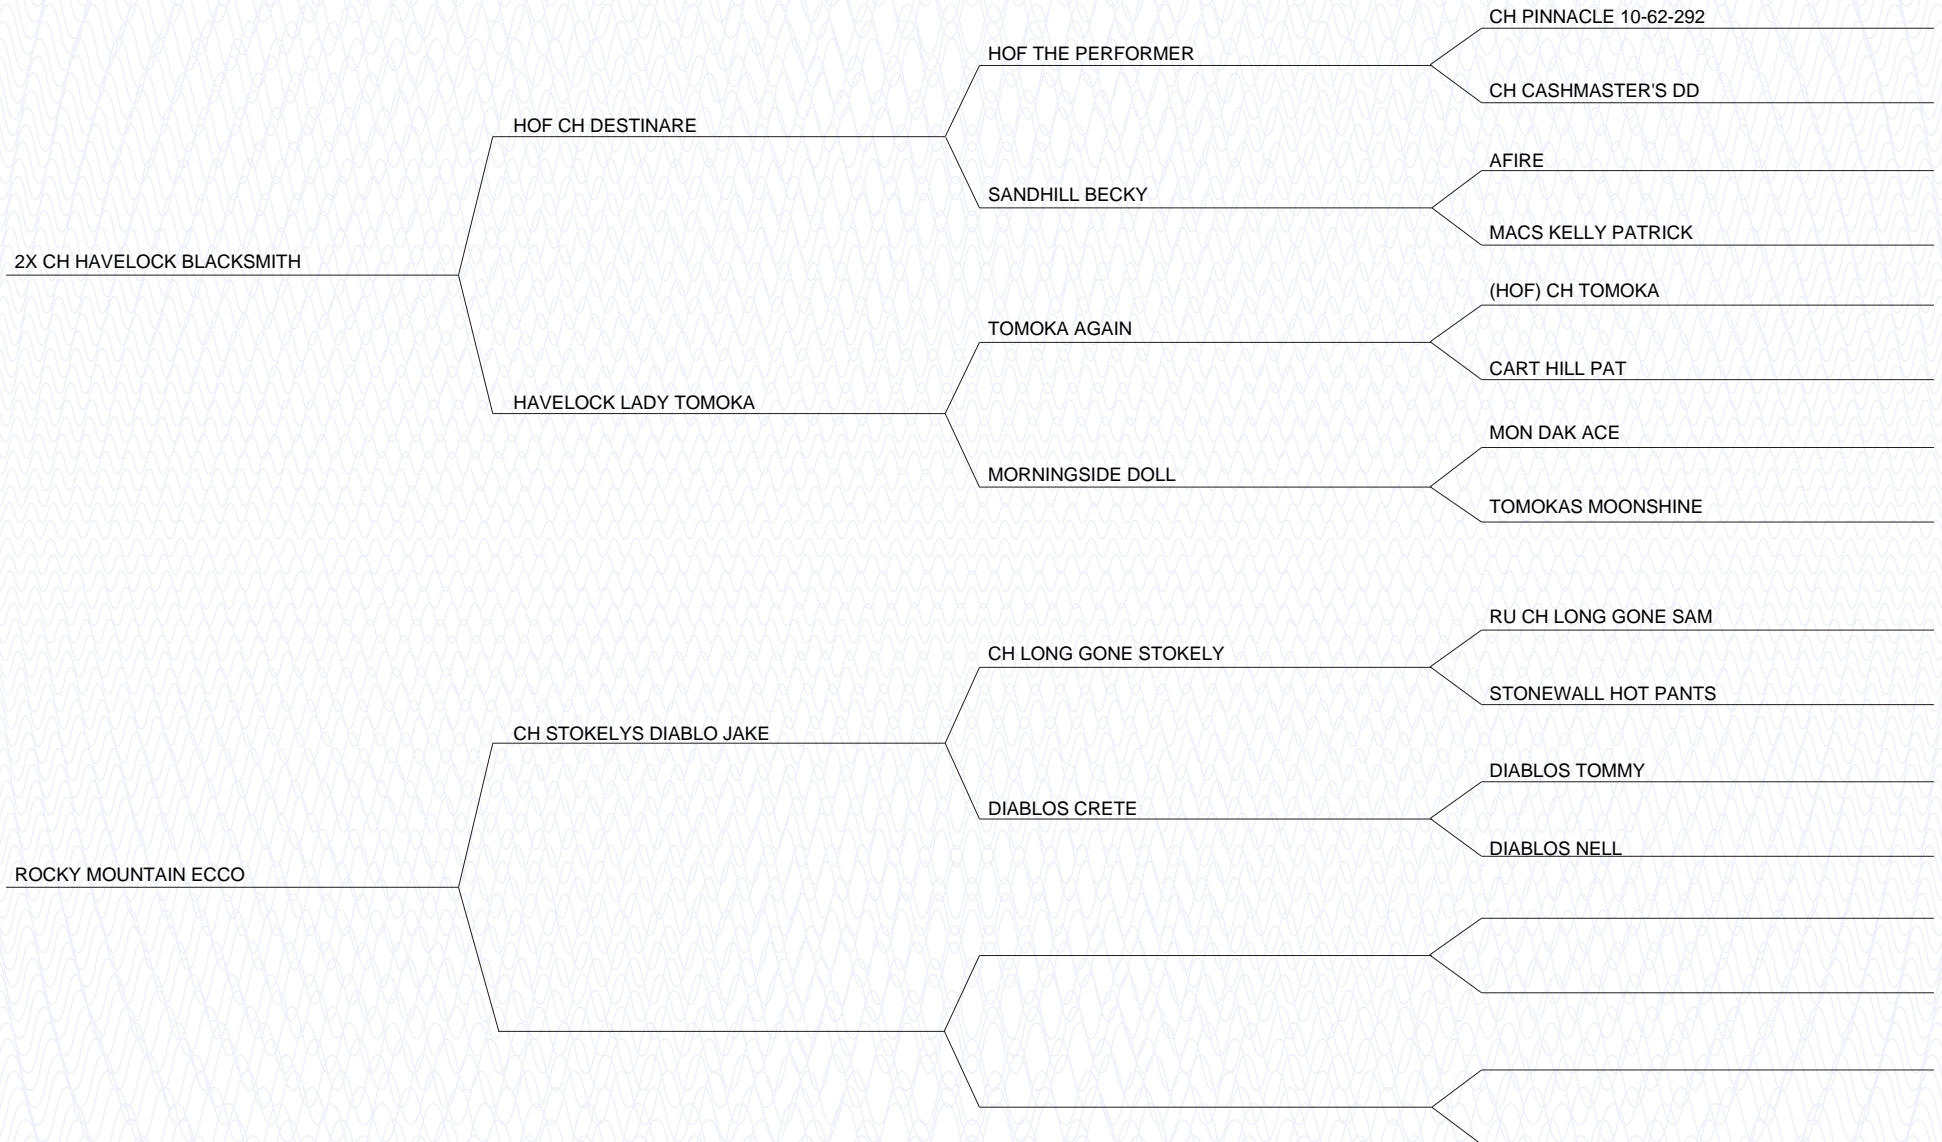 CH PINNACLE 10-62-292
HOF THE PERFORMER
CH CASHMASTER'S DD
HOF CH DESTINARE
AFIRE
SANDHILL BECKY
MACS KELLY PATRICK
2X CH HAVELOCK BLACKSMITH
(HOF) CH TOMOKA
TOMOKA AGAIN
CART HILL PAT
HAVELOCK LADY TOMOKA
MON DAK ACE
MORNINGSIDE DOLL
TOMOKAS MOONSHINE
RU CH LONG GONE SAM
CH LONG GONE STOKELY
STONEWALL HOT PANTS
CH STOKELYS DIABLO JAKE
DIABLOS TOMMY
DIABLOS CRETE
DIABLOS NELL
ROCKY MOUNTAIN ECCO